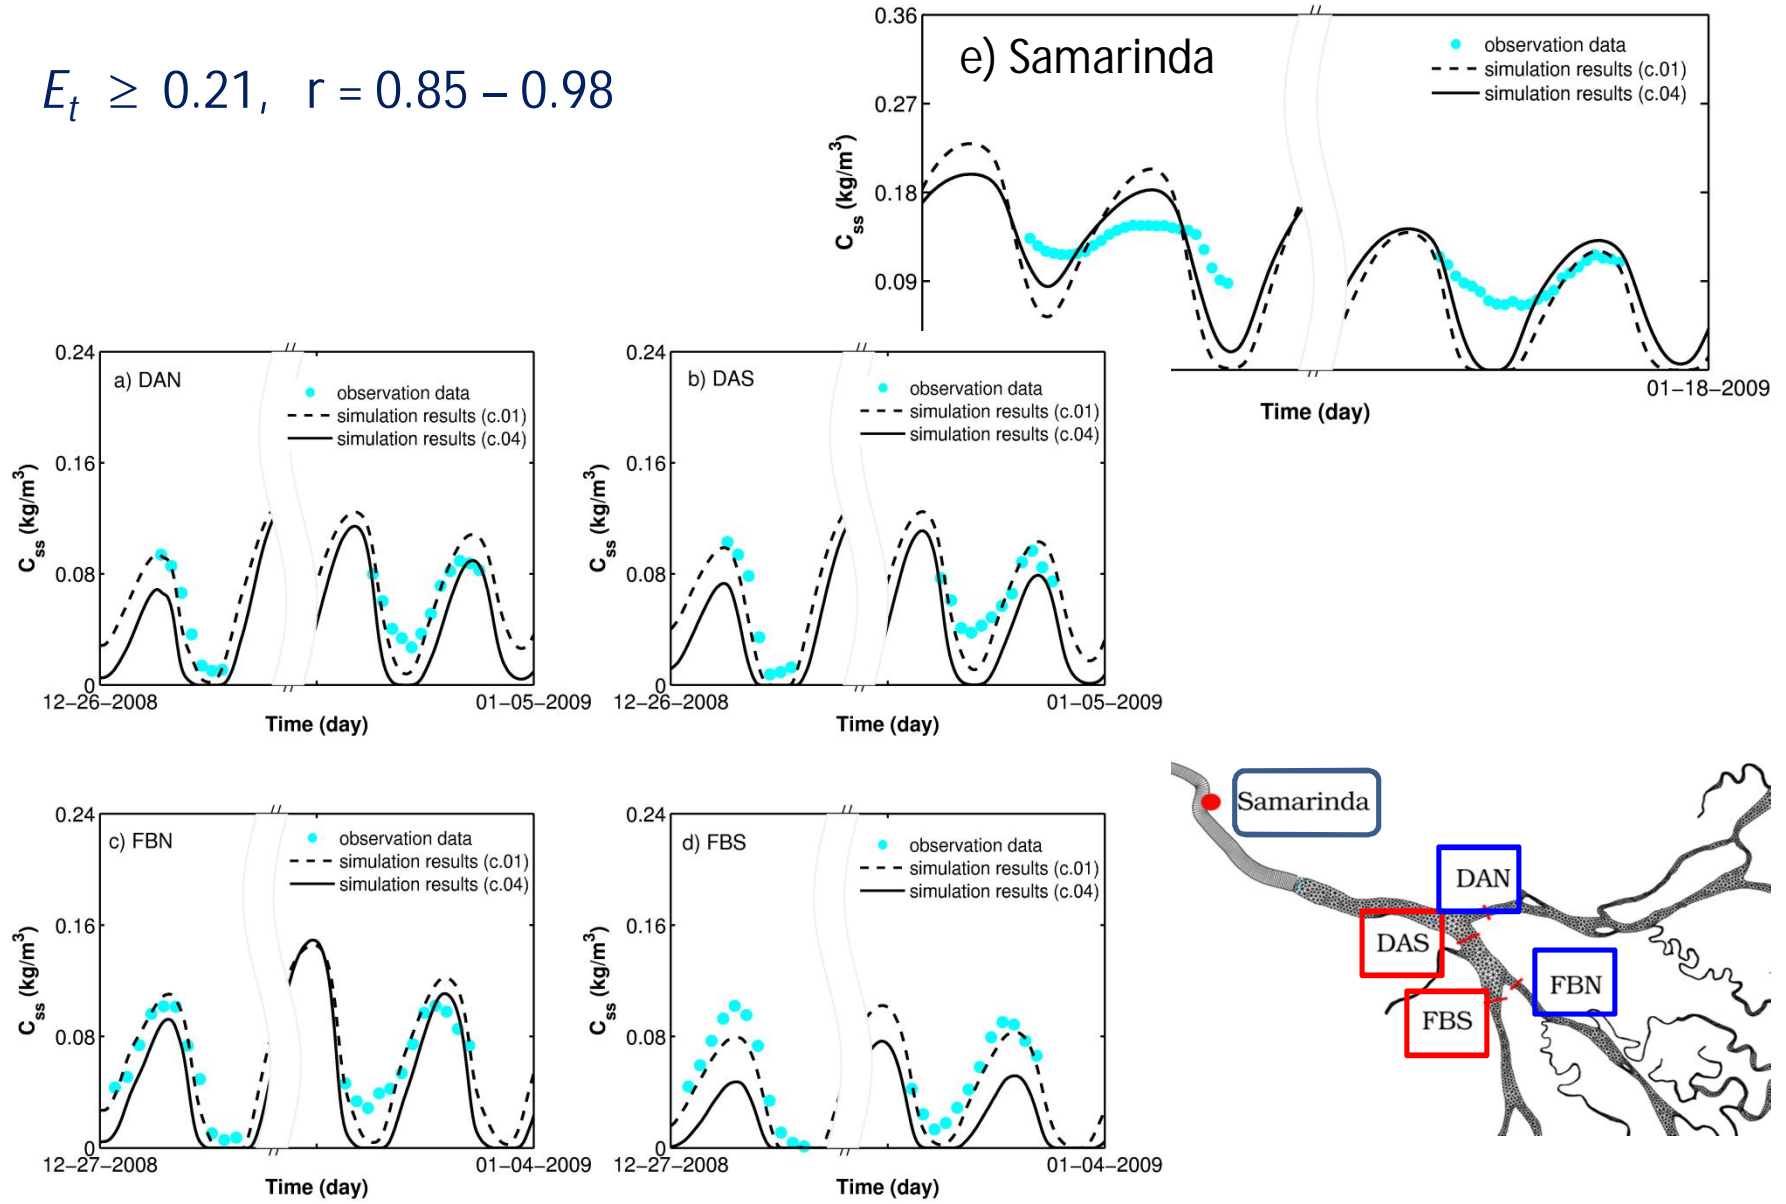 E_t ≥ 0.21, r = 0.85 – 0.98
e) Samarinda
observation data
simulation results (c.01)
simulation results (c.04)
0.36
0.27
0.18
0.09
C_ss (kg/m³)
//
//
01−18−2009
Time (day)
a) DAN
observation data
simulation results (c.01)
simulation results (c.04)
0.24
0.16
0.08
0
C_ss (kg/m³)
//
//
12−26−2008
01−05−2009
Time (day)
b) DAS
observation data
simulation results (c.01)
simulation results (c.04)
0.24
0.16
0.08
0
C_ss (kg/m³)
//
//
12−26−2008
01−05−2009
Time (day)
c) FBN
observation data
simulation results (c.01)
simulation results (c.04)
0.24
0.16
0.08
0
C_ss (kg/m³)
//
//
12−27−2008
01−04−2009
Time (day)
d) FBS
observation data
simulation results (c.01)
simulation results (c.04)
0.24
0.16
0.08
0
C_ss (kg/m³)
//
//
12−27−2008
01−04−2009
Time (day)
Samarinda
DAN
DAS
FBN
FBS